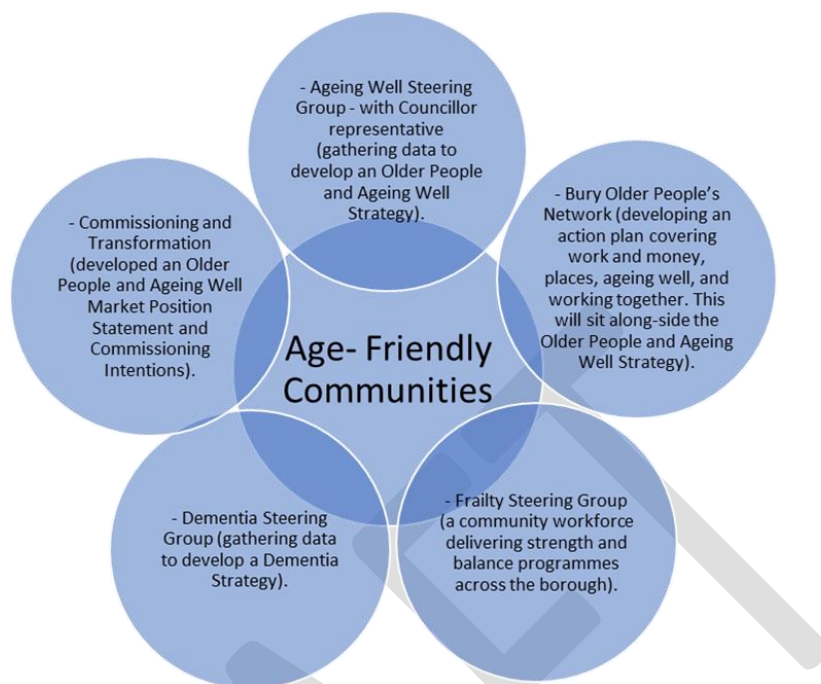 - Ageing Well Steering
Group - with Councillor
representative
(gathering data to
develop an Older People
and Ageing Well
Strategy).
- Commissioning and
Transformation
(developed an Older
People and Ageing Well
Market Position
Statement and
Commissioning
Intentions).
- Bury Older People’s
Network (developing an
action plan covering
work and money,
places, ageing well, and
working together. This
will sit along-side the
Older People and Ageing
Well Strategy).
Age- Friendly
Communities
- Dementia Steering
Group (gathering data
to develop a Dementia
Strategy).
- Frailty Steering Group
(a community workforce
delivering strength and
balance programmes
across the borough).